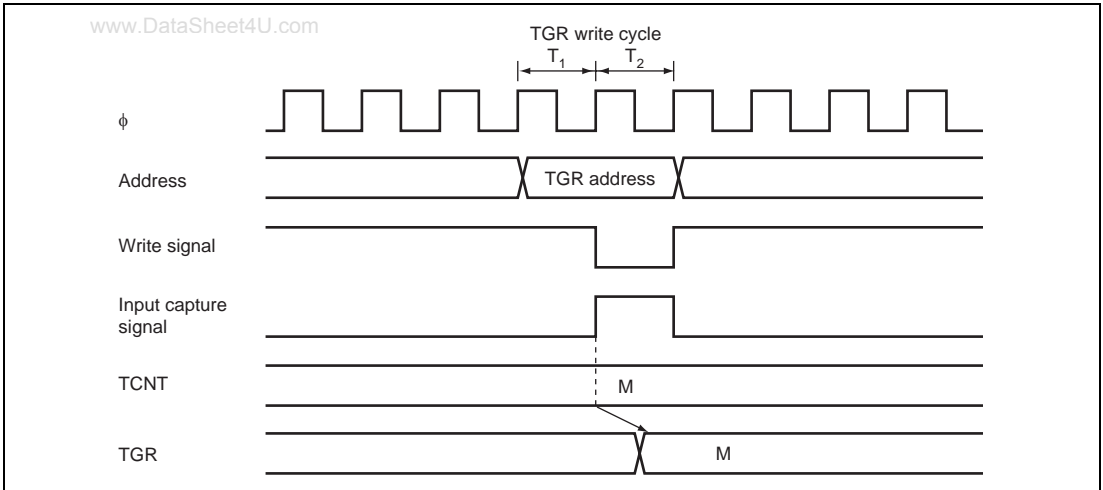 www.DataSheet4U.com
TGR write cycle
T₁ T₂
ϕ
Address
TGR address
Write signal
Input capture
signal
TCNT
M
TGR
M